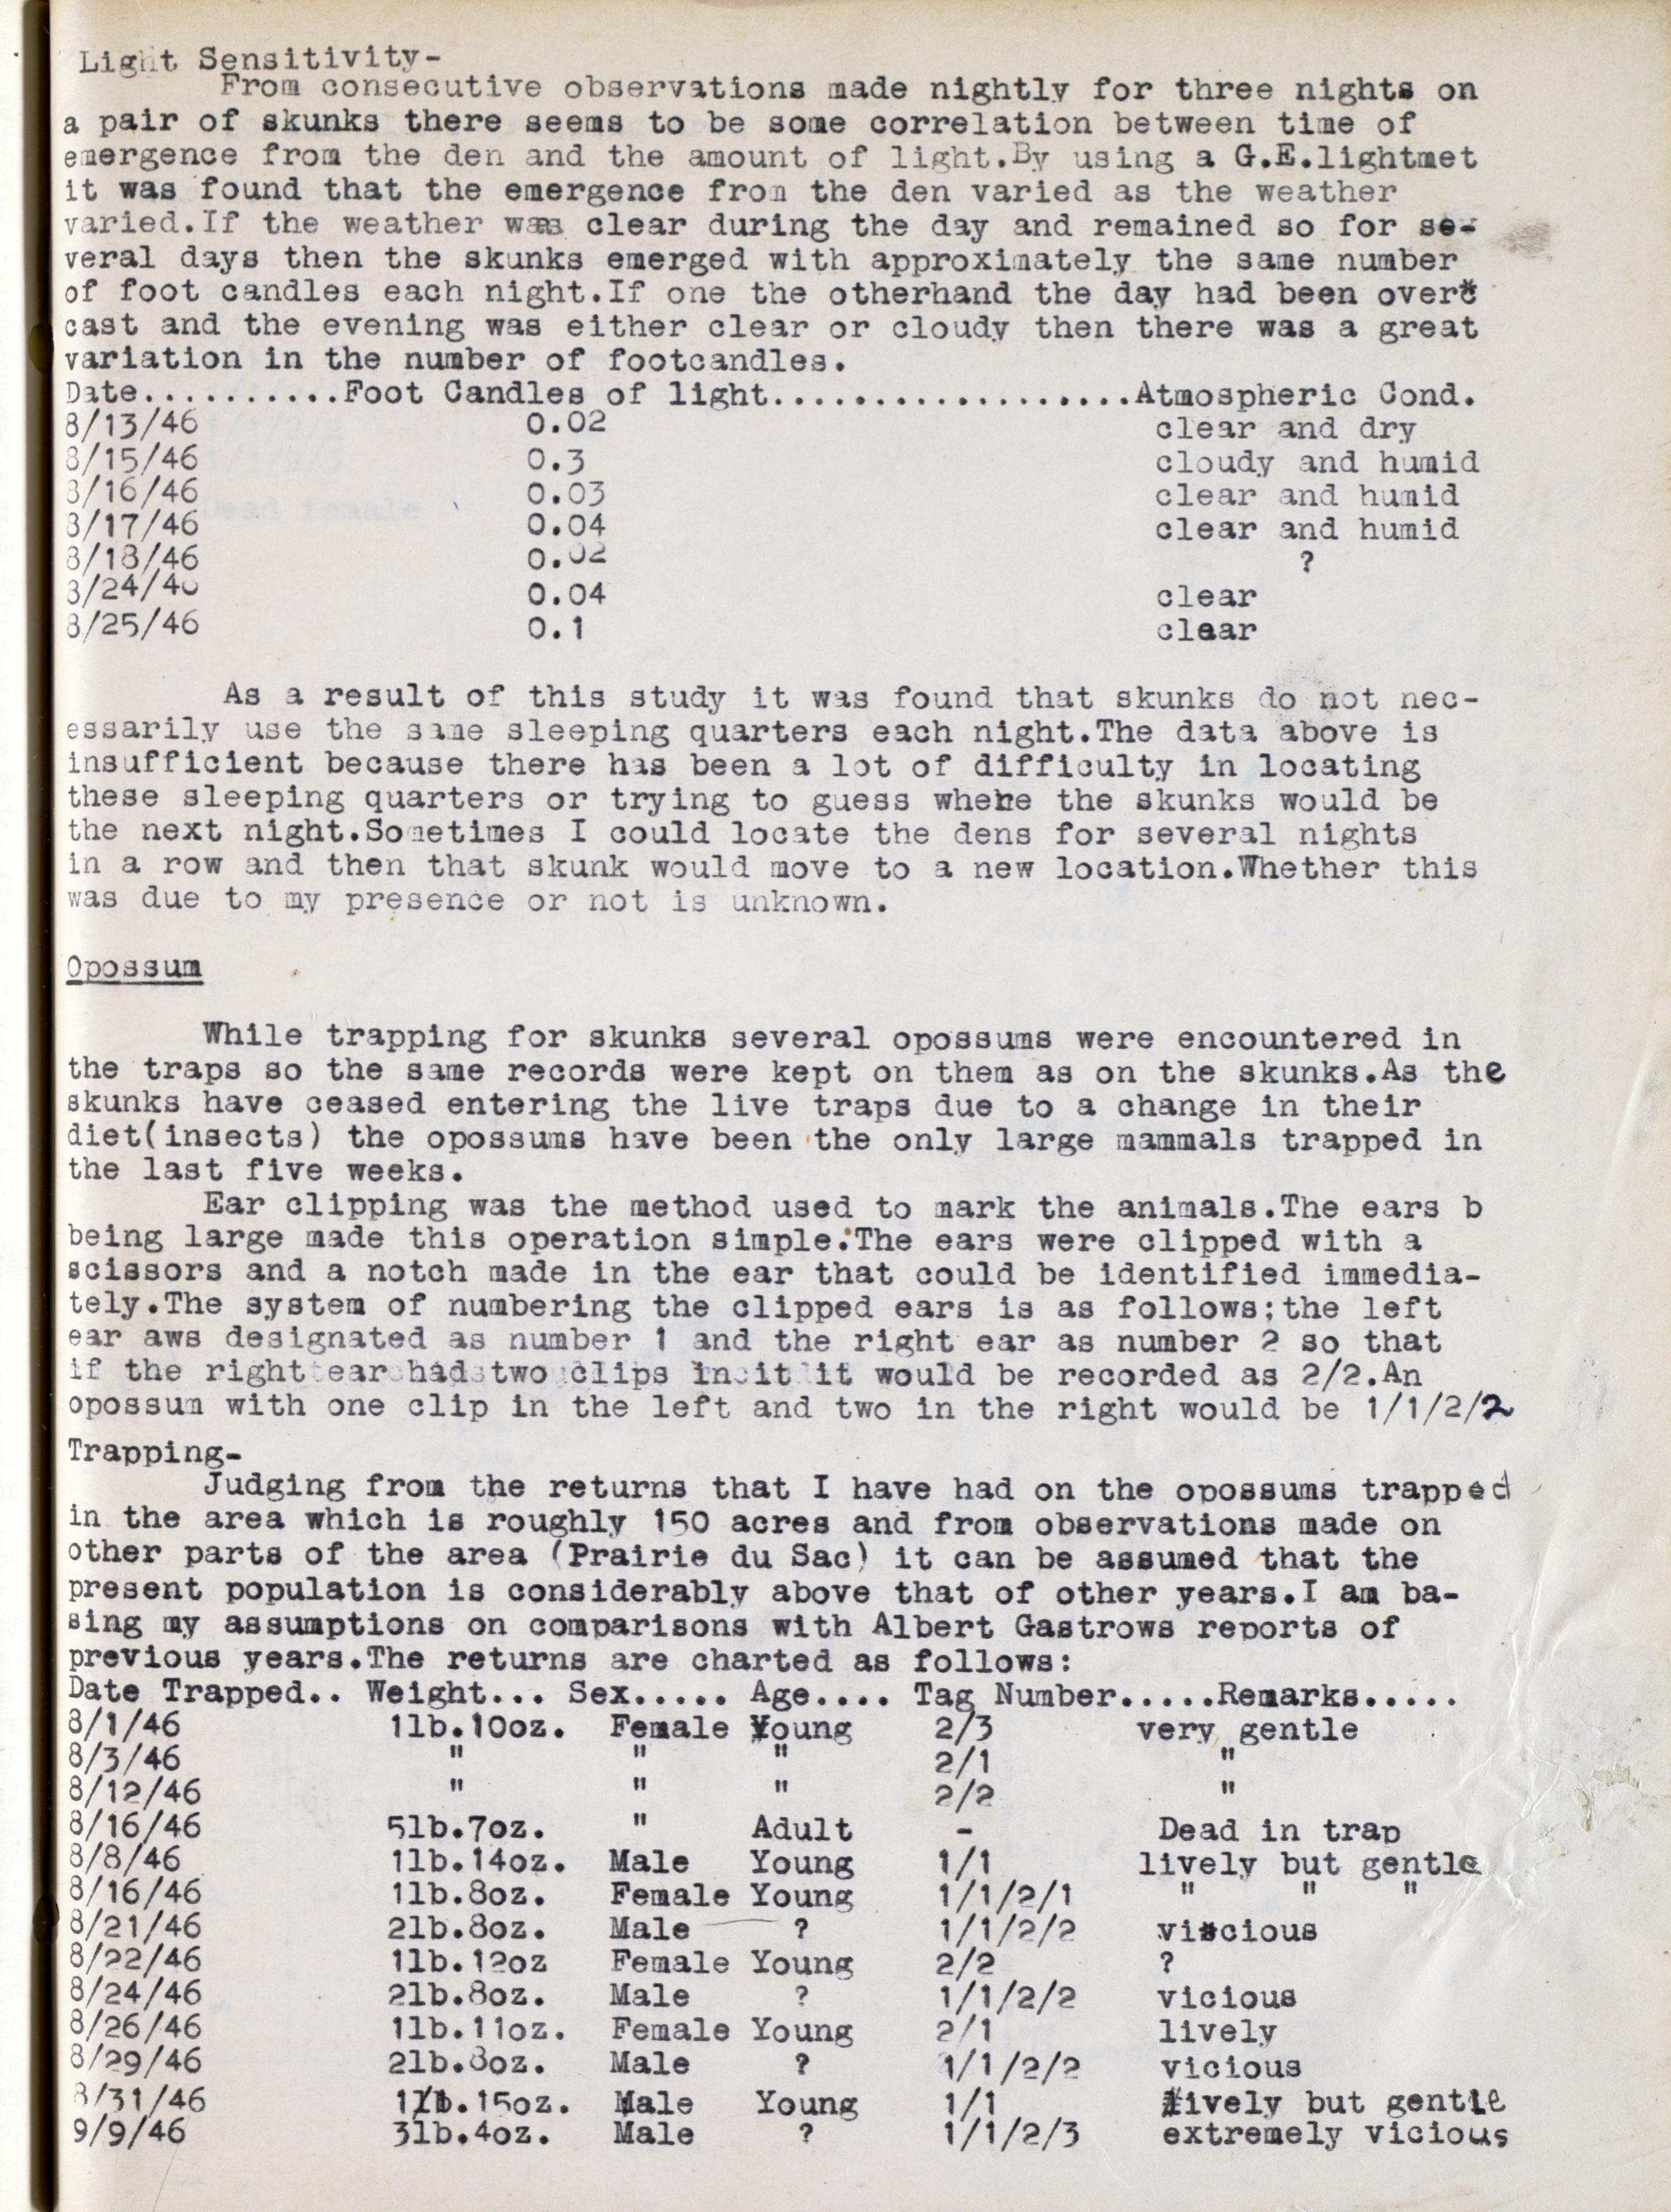 Light Sensitivity-
From consecutive observations made nightly for three nights on
a pair of skunks there seems to be some correlation between time of
emergence from the den and the amount of light.By using a G.E.lightmet
it was found that the emergence from the den varied as the weather
varied.If the weather was clear during the day and remained so for se-
veral days then the skunks emerged with approximately the same number
of foot candles each night.If one the otherhand the day had been over
cast and the evening was either clear or cloudy then there was a great
variation in the number of footcandles.
Date..........Foot Candles of light..................Atmospheric Cond.
8/13/46 0.02 clear and dry
8/15/46 0.3 cloudy and humid
8/16/46 0.03 clear and humid
8/17/46 0.04 clear and humid
8/18/46 0.02 ?
8/24/46 0.04 clear
8/25/46 0.1 clear
As a result of this study it was found that skunks do not nec-
essarily use the same sleeping quarters each night.The data above is
insufficient because there has been a lot of difficulty in locating
these sleeping quarters or trying to guess where the skunks would be
the next night.Sometimes I could locate the dens for several nights
in a row and then that skunk would move to a new location.Whether this
was due to my presence or not is unknown.
Opossum
While trapping for skunks several opossums were encountered in
the traps so the same records were kept on them as on the skunks.As the
skunks have ceased entering the live traps due to a change in their
diet(insects) the opossums have been the only large mammals trapped in
the last five weeks.
Ear clipping was the method used to mark the animals.The ears b
being large made this operation simple.The ears were clipped with a
scissors and a notch made in the ear that could be identified immedia-
tely.The system of numbering the clipped ears is as follows;the left
ear aws designated as number 1 and the right ear as number 2 so that
if the right ear had two clips in it it would be recorded as 2/2.An
opossum with one clip in the left and two in the right would be 1/1/2/2
Trapping-
Judging from the returns that I have had on the opossums trapped
in the area which is roughly 150 acres and from observations made on
other parts of the area (Prairie du Sac) it can be assumed that the
present population is considerably above that of other years.I am ba-
sing my assumptions on comparisons with Albert Gastrows reports of
previous years.The returns are charted as follows:
Date Trapped.. Weight... Sex..... Age.... Tag Number.....Remarks.....
8/1/46 1lb.10oz. Female Young 2/3 very gentle
8/3/46 " " " 2/1 "
8/12/46 " " " 2/2 "
8/16/46 5lb.7oz. " Adult - Dead in trap
8/8/46 1lb.14oz. Male Young 1/1 lively but gentle
8/16/46 1lb.8oz. Female Young 1/1/2/1 " " "
8/21/46 2lb.8oz. Male ? 1/1/2/2 viscious
8/22/46 1lb.12oz Female Young 2/2 ?
8/24/46 2lb.8oz. Male ? 1/1/2/2 vicious
8/26/46 1lb.11oz. Female Young 2/1 lively
8/29/46 2lb.8oz. Male ? 1/1/2/2 vicious
8/31/46 1lb.15oz. Male Young 1/1 lively but gentle
9/9/46 3lb.4oz. Male ? 1/1/2/3 extremely vicious